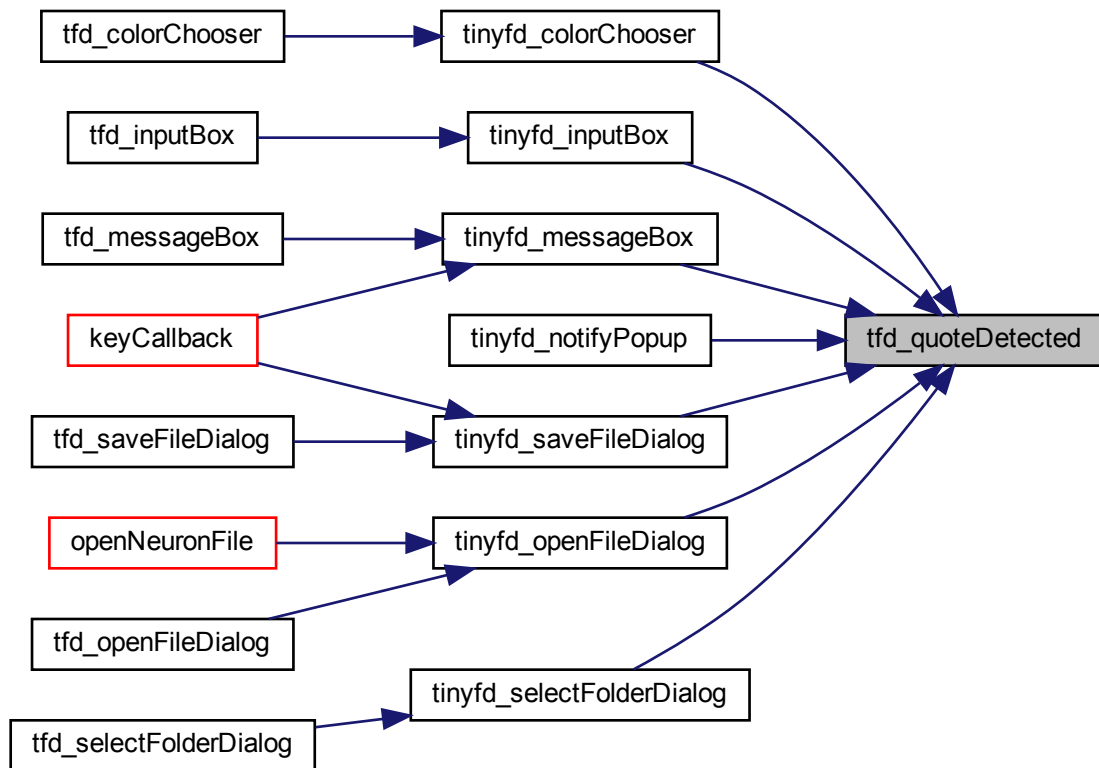 tfd_colorChooser
tinyfd_colorChooser
tfd_inputBox
tinyfd_inputBox
tfd_messageBox
tinyfd_messageBox
keyCallback
tinyfd_notifyPopup
tfd_quoteDetected
tfd_saveFileDialog
tinyfd_saveFileDialog
openNeuronFile
tinyfd_openFileDialog
tfd_openFileDialog
tinyfd_selectFolderDialog
tfd_selectFolderDialog